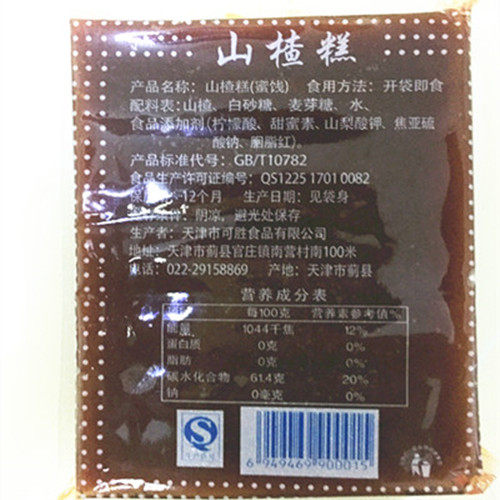 山楂糕
产品名称：山楂糕(蜜饯) 食用方法：开袋即食
配料表：山楂、白砂糖、麦芽糖、水、
食品添加剂(柠檬酸、甜蜜素、山梨酸钾、焦亚硫
酸钠、胭脂红)。
产品标准代号：GB/T10782
食品生产许可证编号：QS1225 1701 0082
12个月 生产日期：见袋身
阴凉，避光处保存
生产者：天津市可胜食品有限公司
地址：天津市蓟县官庄镇南营村南100米
电话：022-29158869 产地：天津市蓟县
营养成分表
每100克 营养素参考值%
能量 1044千焦 12%
蛋白质 0克 0%
脂肪 0克 0%
碳水化合物 61.4克 20%
钠 0毫克 0%
6 949469 900015